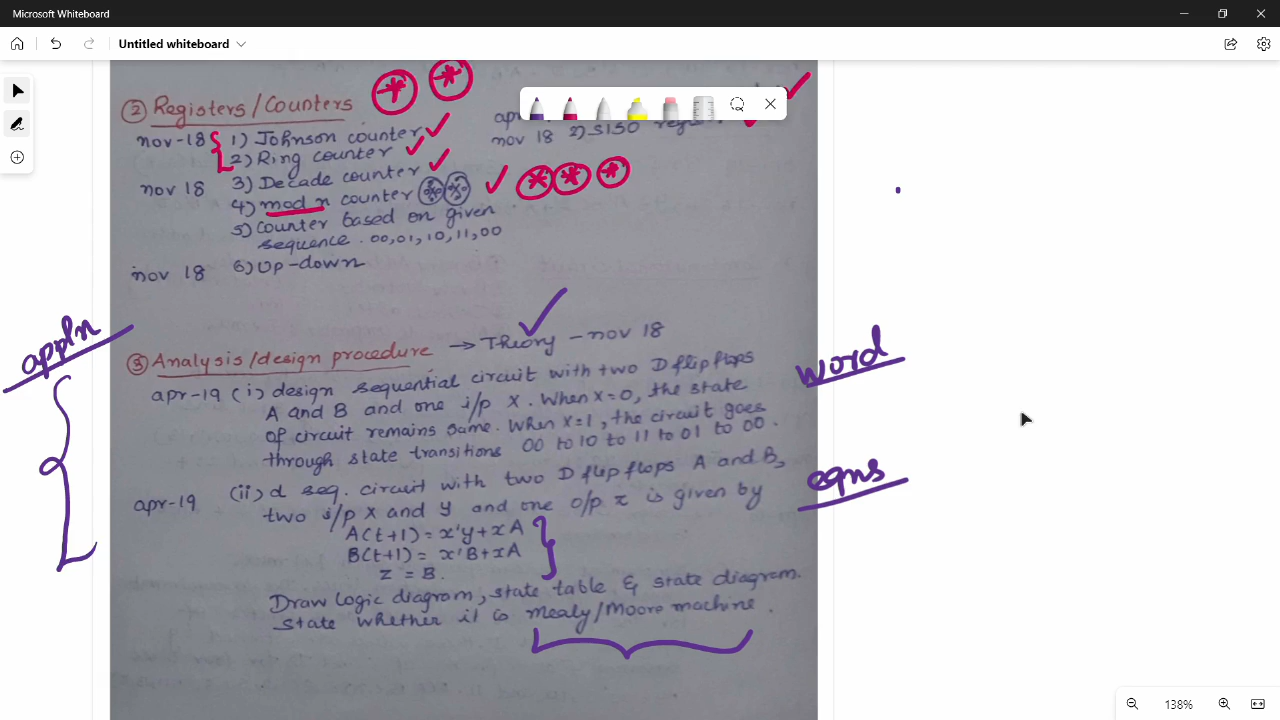 Microsoft Whiteboard
Untitled whiteboard
② Registers/Counters
nov-18 1) Johnson counter
2) Ring counter
3) Decade counter
nov 18 4) mod n counter
5) Counter based on given
sequence. 00,01,10,11,00
nov 18 6) Up-down
nov 18 2) SISO
appln
③ Analysis/design procedure → Theory - nov 18
apr-19 (i) design sequential circuit with two D flipflops
A and B and one i/p X. When X=0, the state
of circuit remains same. When X=1, the circuit goes
through state transitions 00 to 10 to 11 to 01 to 00.
word
apr-19 (ii) d seq. circuit with two D flipflops A and B,
two i/p X and Y and one o/p Z is given by
eqns
A(t+1) = x'y+xA
B(t+1) = x'B+xA
Z = B.
Draw logic diagram, state table & state diagram.
state whether it is Mealy/Moore machine.
138%